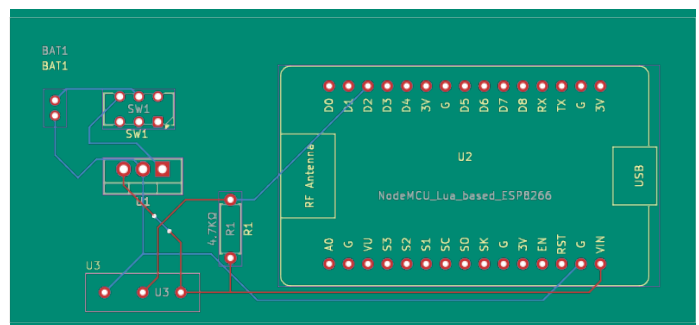 BAT1
BAT1
SW1
SW1
U1
4.7KΩ
R1
R1
U3
U3
D0
D1
D2
D3
D4
3V
G
D5
D6
D7
D8
RX
TX
G
3V
RF Antenna
U2
USB
NodeMCU_Lua_based_ESP8266
A0
G
VU
S3
S2
S1
SC
SO
SK
G
3V
EN
RST
G
VIN